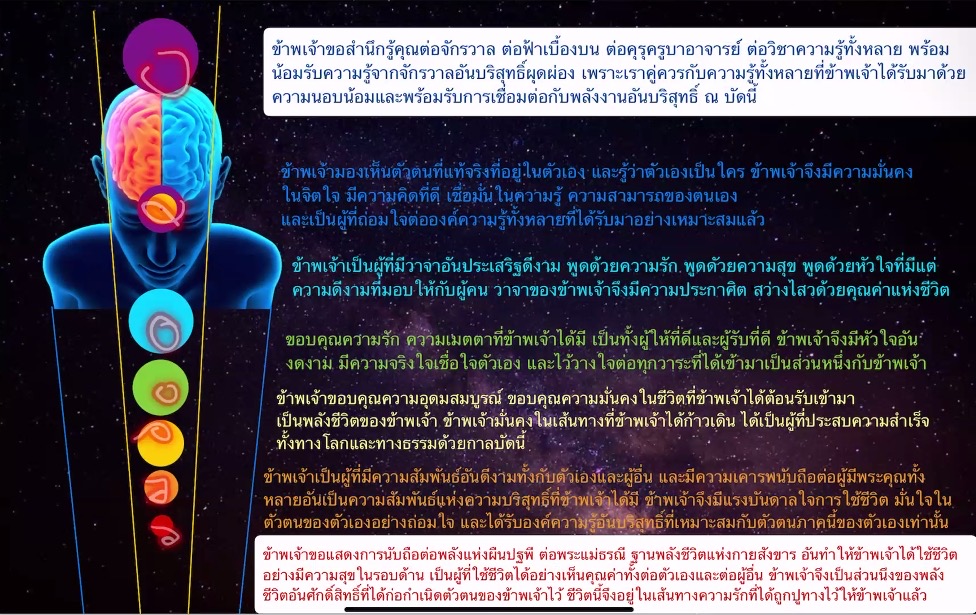 ข้าพเจ้าขอสำนึกรู้คุณต่อจักรวาล ต่อฟ้าเบื้องบน ต่อคุรุครูบาอาจารย์ ต่อวิชาความรู้ทั้งหลาย พร้อม
น้อมรับความรู้จากจักรวาลอันบริสุทธิ์ผุดผ่อง เพราะเราคู่ควรกับความรู้ทั้งหลายที่ข้าพเจ้าได้รับมาด้วย
ความนอบน้อมและพร้อมรับการเชื่อมต่อกับพลังงานอันบริสุทธิ์ ณ บัดนี้
ข้าพเจ้ามองเห็นตัวตนที่แท้จริงที่อยู่ในตัวเอง และรู้ว่าตัวเองเป็นใคร ข้าพเจ้าจึงมีความมั่นคง
ในจิตใจ มีความคิดที่ดี เชื่อมั่นในความรู้ ความสวามารถของตนเอง
และเป็นผู้ที่ถ่อมใจต่อองค์ความรู้ทั้งหลายที่ได้รับมาอย่างเหมาะสมแล้ว
ข้าพเจ้าเป็นผู้ที่มีวาจาอันประเสริฐดีงาม พูดด้วยความรัก พูดด้วยความสุข พูดด้วยหัวใจที่มีแต่
ความดีงามที่มอบให้กับผู้คน วาจาของข้าพเจ้าจึงมีความประกาศิต สว่างไสวด้วยคุณค่าแห่งชีวิต
ขอบคุณความรัก ความเมตตาที่ข้าพเจ้าได้มี เป็นทั้งผู้ให้ที่ดีและผู้รับที่ดี ข้าพเจ้าจึงมีหัวใจอัน
งดงาม มีความจริงใจเชื่อใจตัวเอง และไว้วางใจต่อทุกวาระที่ได้เข้ามาเป็นส่วนหนึ่งกับข้าพเจ้า
ข้าพเจ้าขอบคุณความอุดมสมบูรณ์ ขอบคุณความมั่นคงในชีวิตที่ข้าพเจ้าได้ต้อนรับเข้ามา
เป็นพลังชีวิตของข้าพเจ้า ข้าพเจ้ามั่นคงในเส้นทางที่ข้าพเจ้าได้ก้าวเดิน ได้เป็นผู้ที่ประสบความสำเร็จ
ทั้งทางโลกและทางธรรมด้วยกาลบัดนี้
ข้าพเจ้าเป็นผู้ที่มีความสัมพันธ์อันดีงามทั้งกับตัวเองและผู้อื่น และมีความเคารพนับถือต่อผู้มีพระคุณทั้ง
หลายอันเป็นความสัมพันธ์แห่งความบริสุทธิ์ที่ข้าพเจ้าได้มี ข้าพเจ้าจึงมีแรงบันดาลใจการใช้ชีวิต มั่นใจใน
ตัวตนของตัวเองอย่างถ่อมใจ และได้รับองค์ความรู้อันบริสุทธิ์ที่เหมาะสมกับตัวตนภาคนี้ของตัวเองเท่านั้น
ข้าพเจ้าขอแสดงการนับถือต่อพลังแห่งผืนปฐพี ต่อพระแม่ธรณี ฐานพลังชีวิตแห่งกายสังขาร อันทำให้ข้าพเจ้าได้ใช้ชีวิต
อย่างมีความสุขในรอบด้าน เป็นผู้ที่ใช้ชีวิตได้อย่างเห็นคุณค่าทั้งต่อตัวเองและต่อผู้อื่น ข้าพเจ้าจึงเป็นส่วนนึงของพลัง
ชีวิตอันศักดิ์สิทธิ์ที่ได้ก่อกำเนิดตัวตนของข้าพเจ้าไว้ ชีวิตนี้จึงอยู่ในเส้นทางความรักที่ได้ถูกปูทางไว้ให้ข้าพเจ้าแล้ว